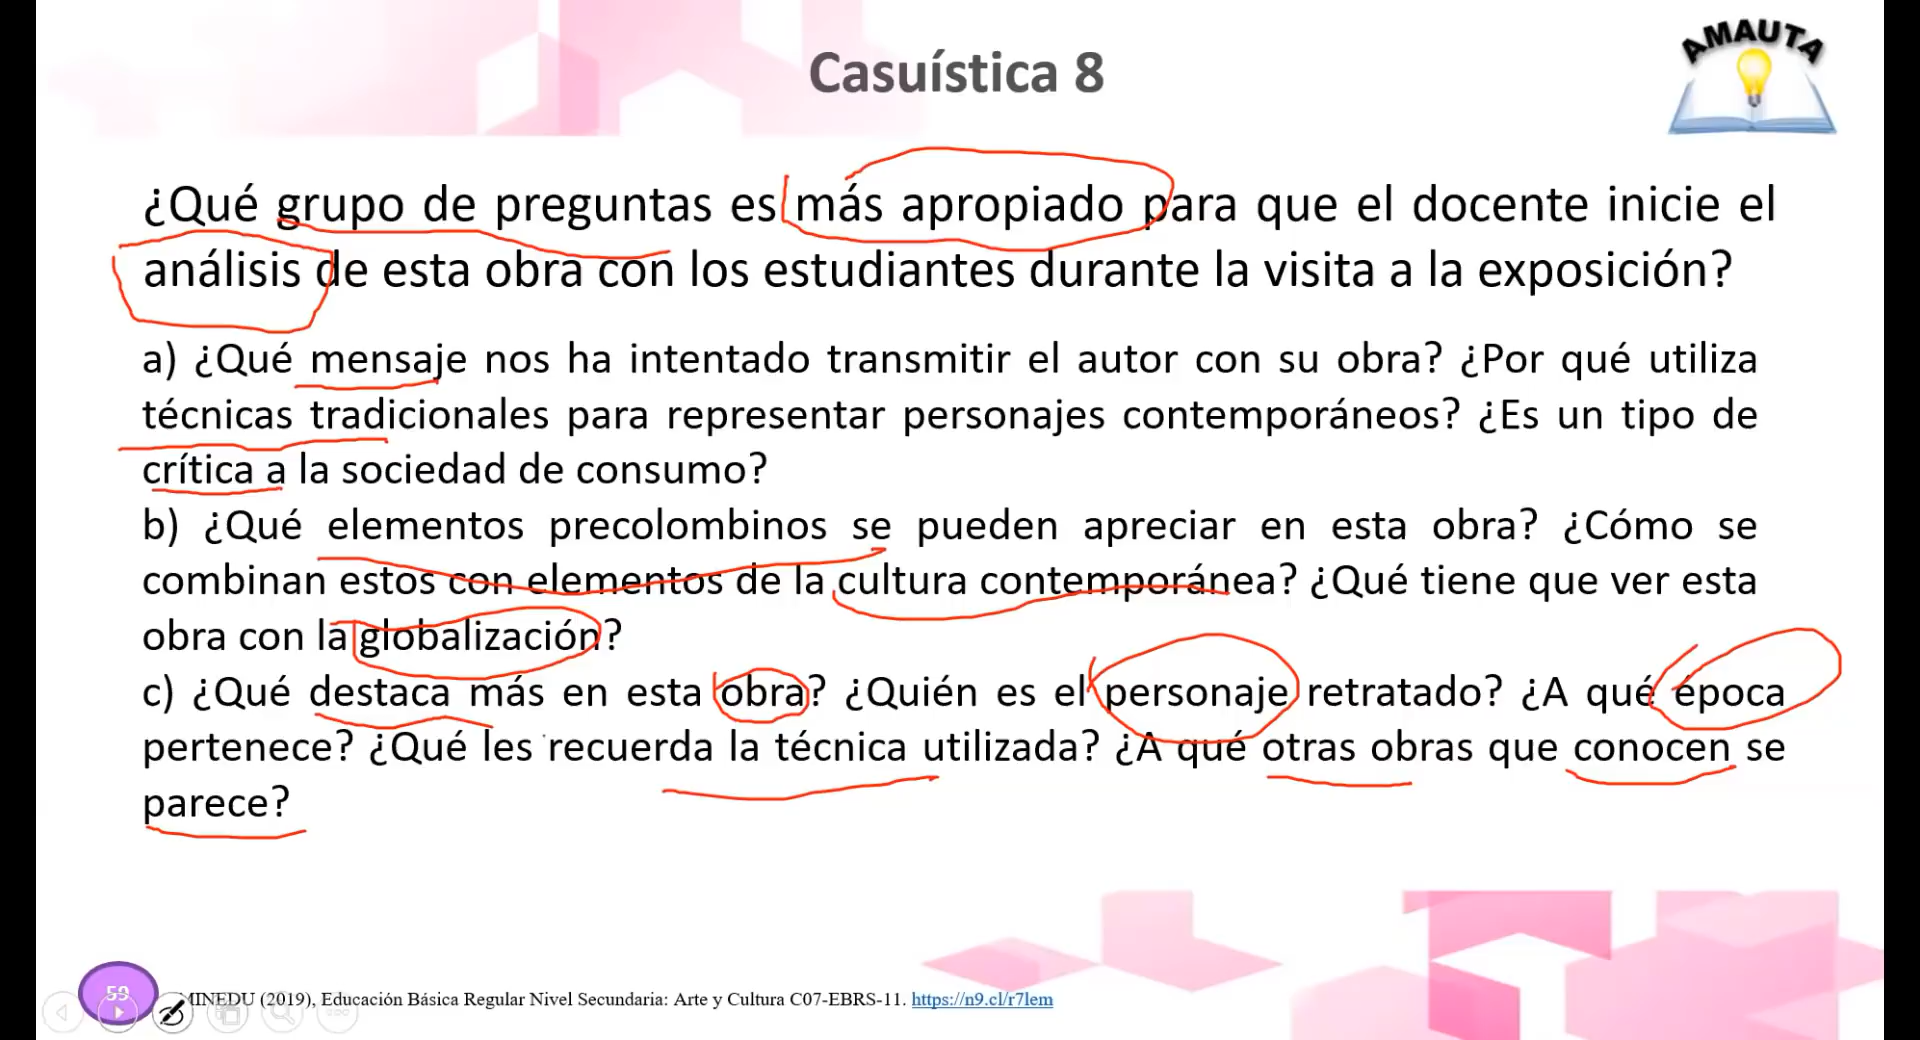 AMAUTA
Casuística 8
¿Qué grupo de preguntas es más apropiado para que el docente inicie el
análisis de esta obra con los estudiantes durante la visita a la exposición?
a) ¿Qué mensaje nos ha intentado transmitir el autor con su obra? ¿Por qué utiliza
técnicas tradicionales para representar personajes contemporáneos? ¿Es un tipo de
crítica a la sociedad de consumo?
b) ¿Qué elementos precolombinos se pueden apreciar en esta obra? ¿Cómo se
combinan estos con elementos de la cultura contemporánea? ¿Qué tiene que ver esta
obra con la globalización?
c) ¿Qué destaca más en esta obra? ¿Quién es el personaje retratado? ¿A qué época
pertenece? ¿Qué les recuerda la técnica utilizada? ¿A qué otras obras que conocen se
parece?
59
MINEDU (2019), Educación Básica Regular Nivel Secundaria: Arte y Cultura C07-EBRS-11. https://n9.cl/r7lem